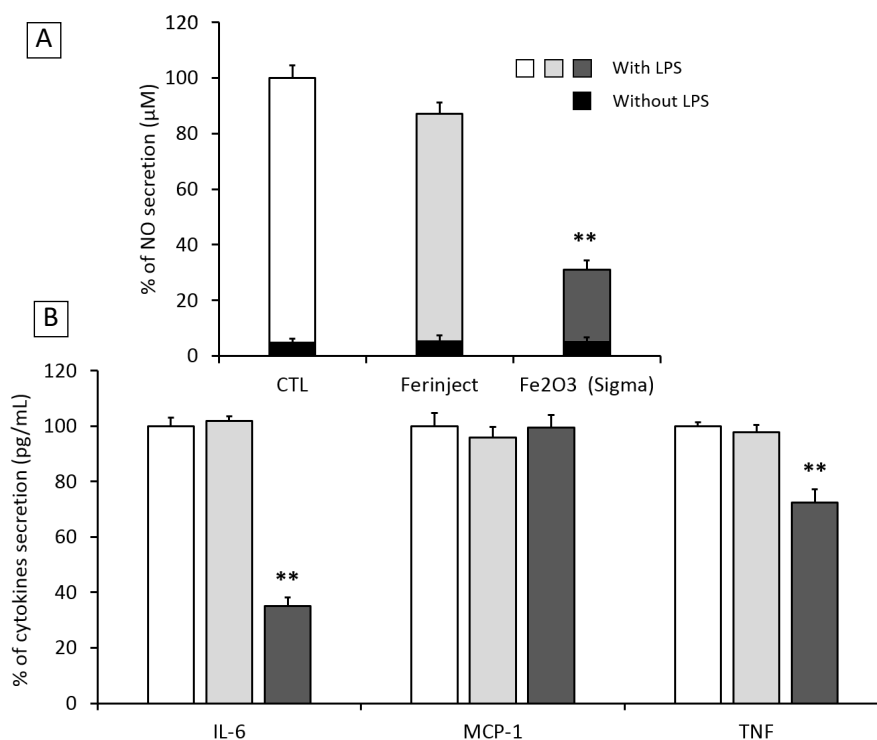 A
% of NO secretion (µM)
120
100
80
60
40
20
0
With LPS
Without LPS
**
CTL Ferinject Fe2O3 (Sigma)
B
% of cytokines secretion (pg/mL)
120
100
80
60
40
20
0
**
**
IL-6 MCP-1 TNF